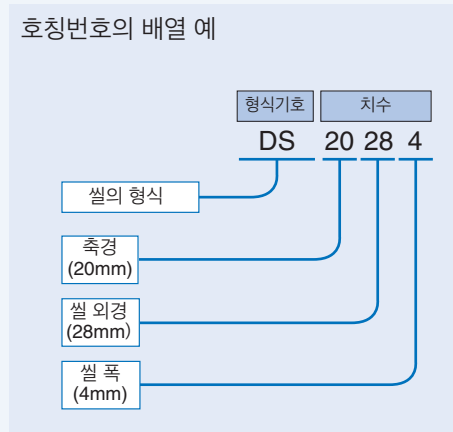 호칭번호의 배열 예
형식기호 치수
DS 20 28 4
씰의 형식
축경
(20mm)
씰 외경
(28mm)
씰 폭
(4mm)